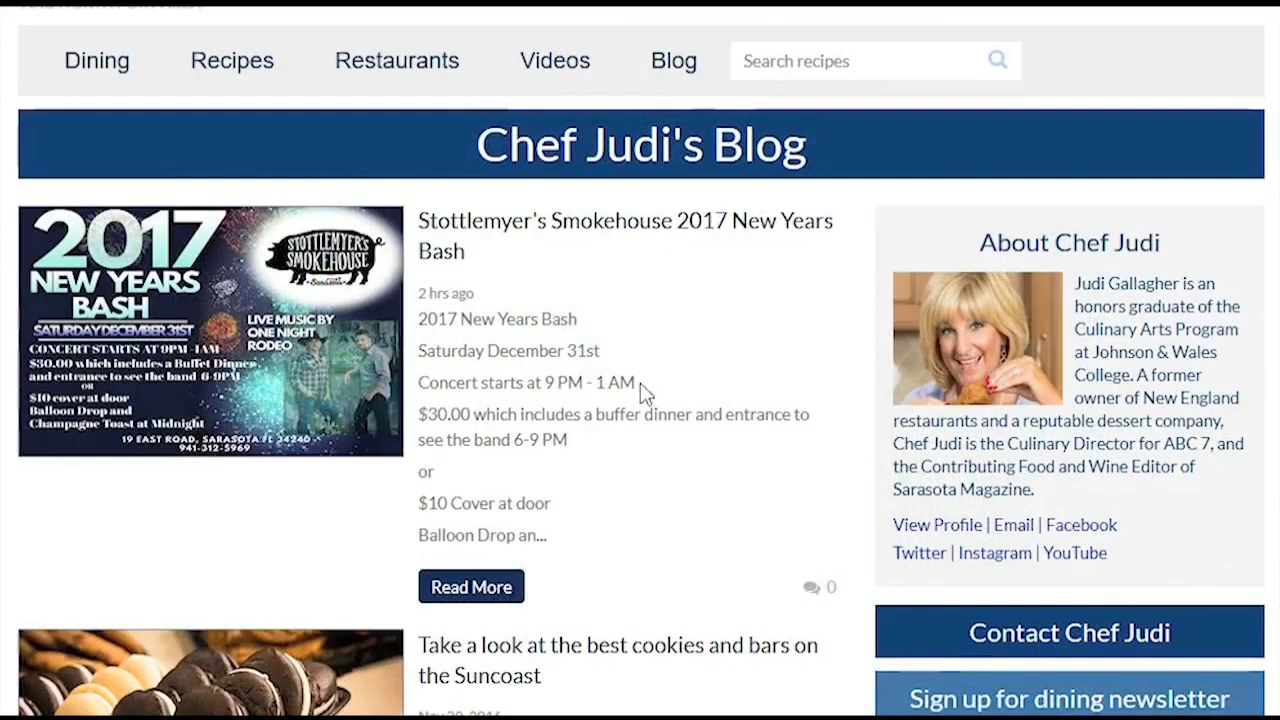 Dining Recipes Restaurants Videos Blog Search recipes
Chef Judi's Blog
2017
NEW YEARS
BASH
SATURDAY DECEMBER 31ST
CONCERT STARTS AT 9PM -1AM
$30.00 which includes a Buffet Dinner
and entrance to see the band 6-9PM
OR
$10 cover at door
Balloon Drop and
Champagne Toast at Midnight
STOTTLEMYER'S
SMOKEHOUSE
Sarasota
LIVE MUSIC BY
ONE NIGHT
RODEO
19 EAST ROAD, SARASOTA FL 34240
941-312-5969
Stottlemyer's Smokehouse 2017 New Years
Bash
2 hrs ago
2017 New Years Bash
Saturday December 31st
Concert starts at 9 PM - 1 AM
$30.00 which includes a buffer dinner and entrance to
see the band 6-9 PM
or
$10 Cover at door
Balloon Drop an...
Read More
0
Take a look at the best cookies and bars on
the Suncoast
About Chef Judi
Judi Gallagher is an
honors graduate of the
Culinary Arts Program
at Johnson & Wales
College. A former
owner of New England
restaurants and a reputable dessert company,
Chef Judi is the Culinary Director for ABC 7, and
the Contributing Food and Wine Editor of
Sarasota Magazine.
View Profile | Email | Facebook
Twitter | Instagram | YouTube
Contact Chef Judi
Sign up for dining newsletter